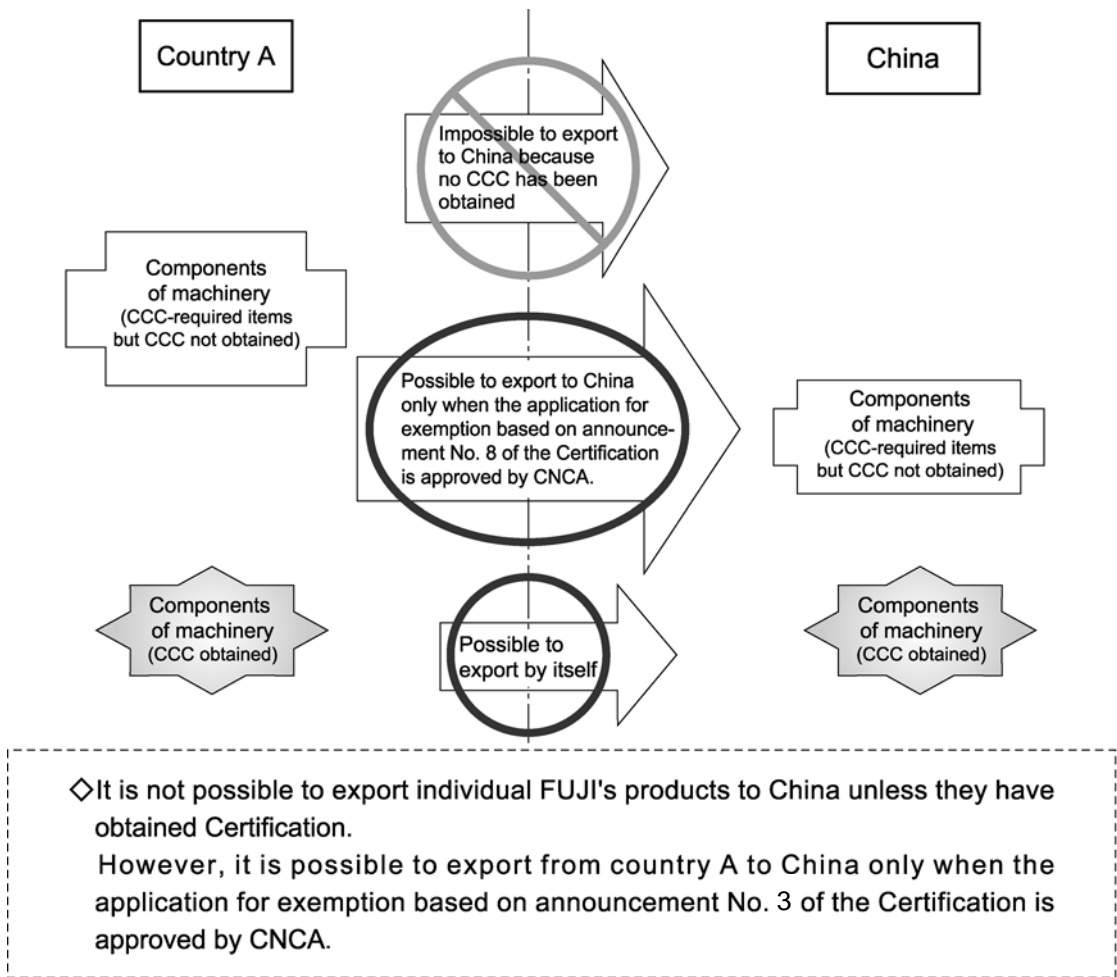 Country A
China
Impossible to export
to China because
no CCC has been
obtained
Components
of machinery
(CCC-required items
but CCC not obtained)
Possible to export to China
only when the application for
exemption based on announce-
ment No. 8 of the Certification
is approved by CNCA.
Components
of machinery
(CCC-required items
but CCC not obtained)
Components
of machinery
(CCC obtained)
Possible to
export by itself
Components
of machinery
(CCC obtained)
◇It is not possible to export individual FUJI's products to China unless they have
obtained Certification.
However, it is possible to export from country A to China only when the
application for exemption based on announcement No. 3 of the Certification is
approved by CNCA.